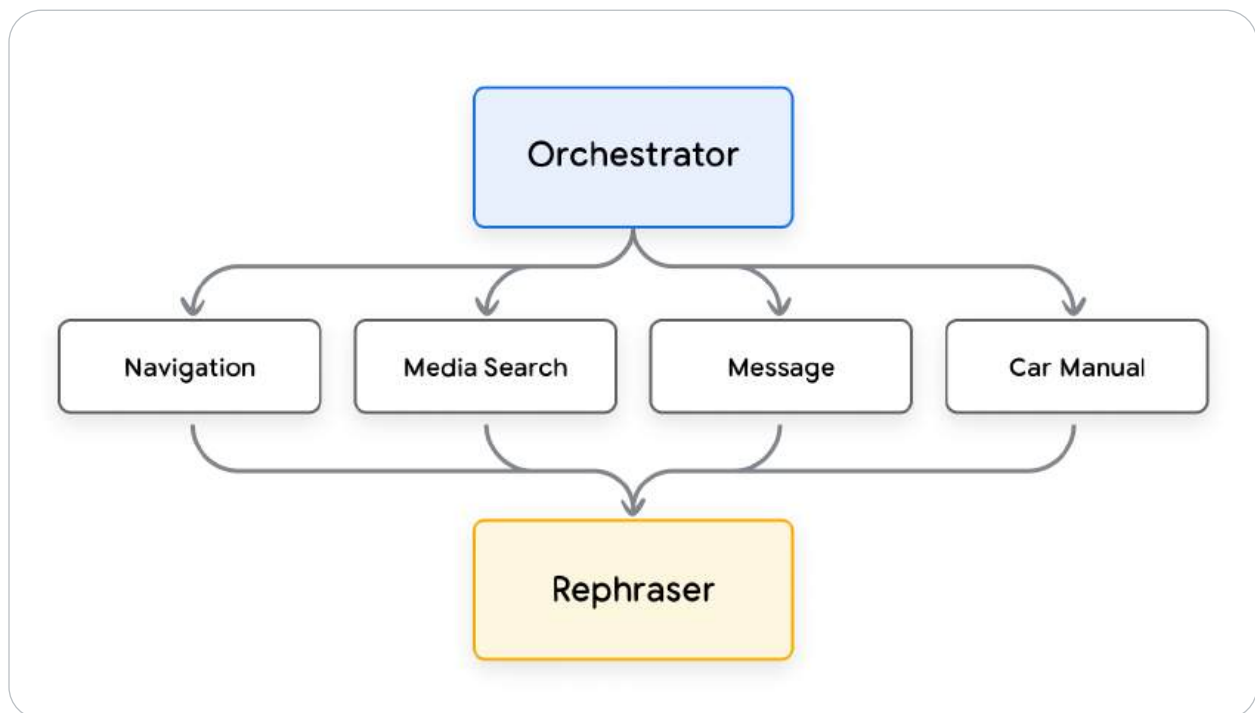 Orchestrator
Navigation
Media Search
Message
Car Manual
Rephraser